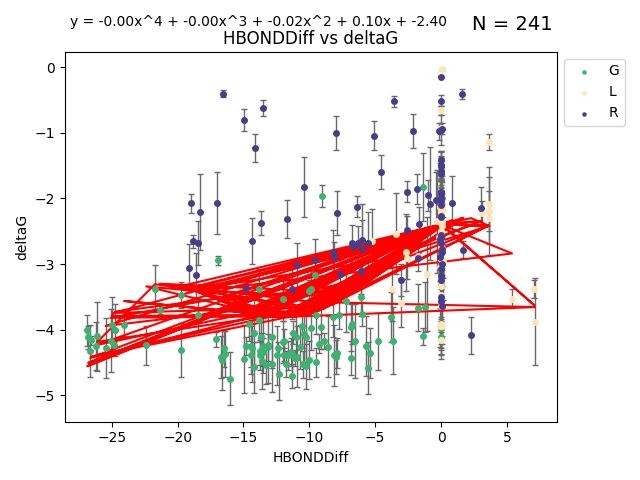 y = -0.00x^4 + -0.00x^3 + -0.02x^2 + 0.10x + -2.40
N = 241
HBONDDiff vs deltaG
G
L
R
0
−1
−2
−3
−4
−5
deltaG
−25
−20
−15
−10
−5
0
5
HBONDDiff